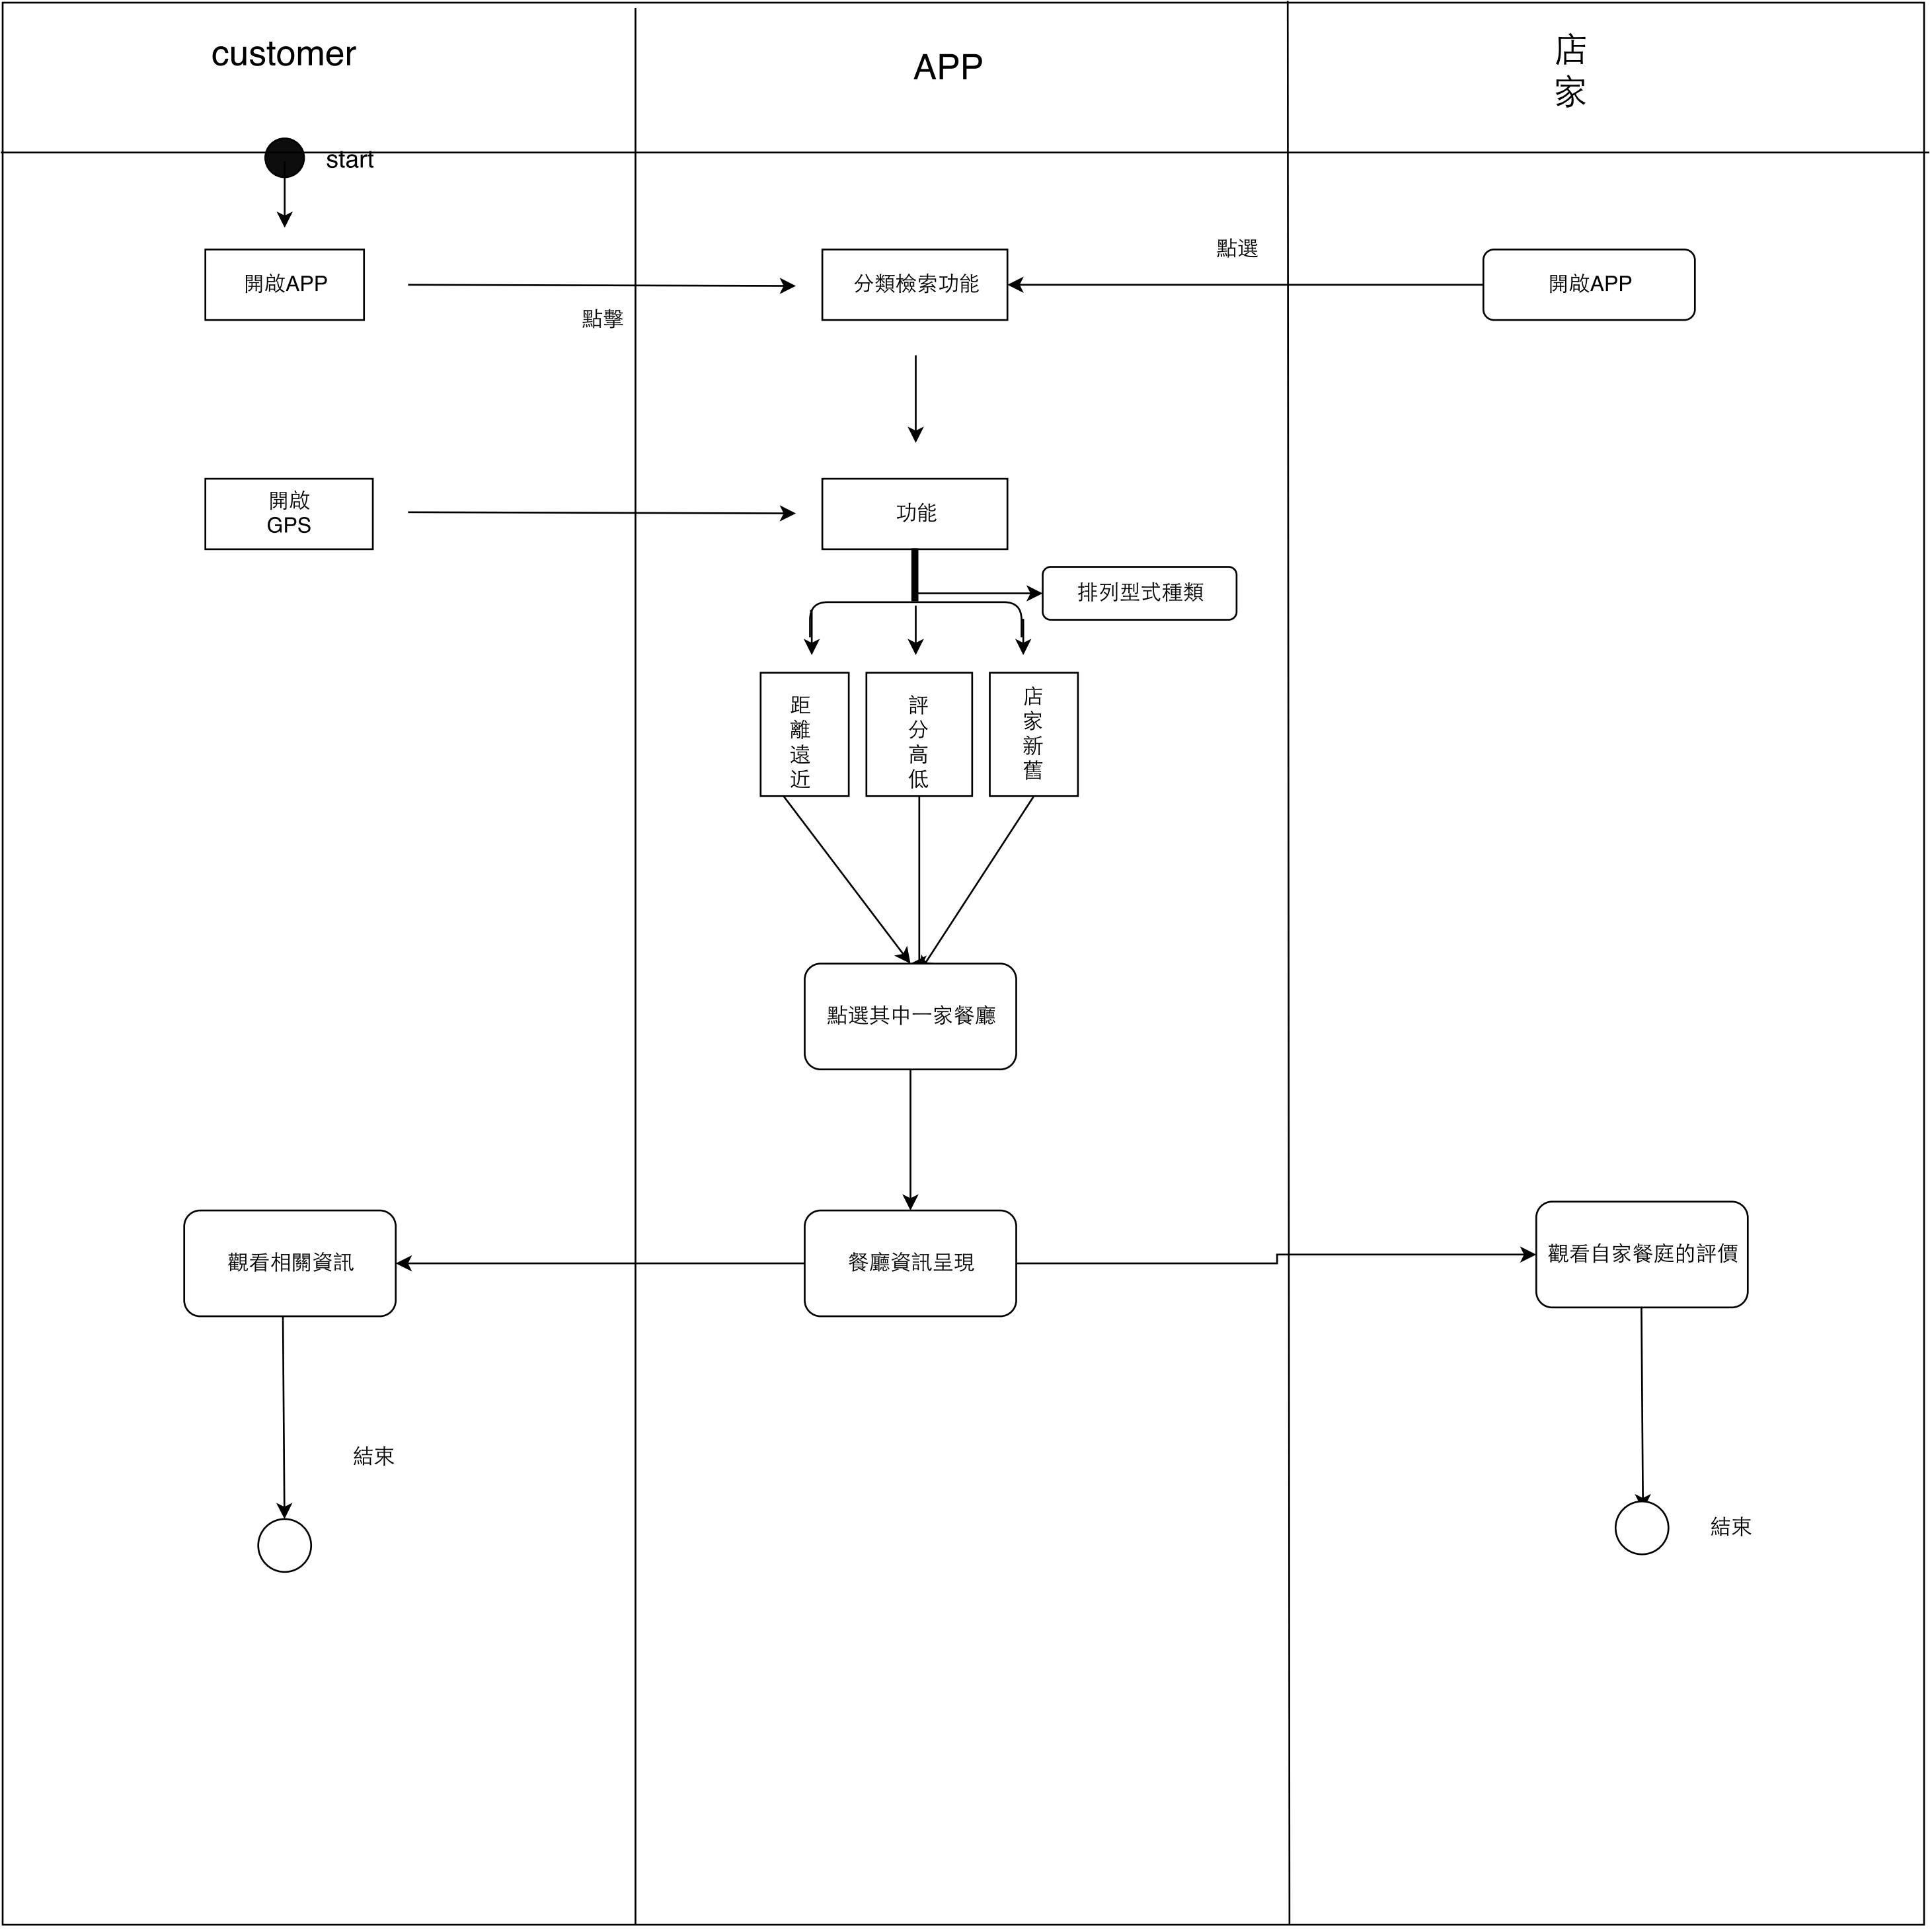 customer
APP
店
家
start
開啟APP
點擊
分類檢索功能
點選
開啟APP
開啟
GPS
功能
排列型式種類
距
離
遠
近
評
分
高
低
店
家
新
舊
點選其中一家餐廳
觀看相關資訊
餐廳資訊呈現
觀看自家餐庭的評價
結束
結束